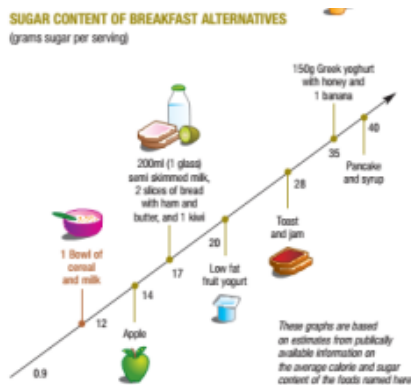 SUGAR CONTENT OF BREAKFAST ALTERNATIVES
(grams sugar per serving)
150g Greek yoghurt
with honey and
1 banana
40
35
Pancake
and syrup
200ml (1 glass)
semi skimmed milk,
2 slices of bread
with ham and
butter, and 1 kiwi
28
Toast
and jam
20
Low fat
fruit yogurt
17
1 Bowl of
cereal
and milk
14
12
Apple
0.9
These graphs are based
on estimates from publically
available information on
the average calorie and sugar
content of the foods named here